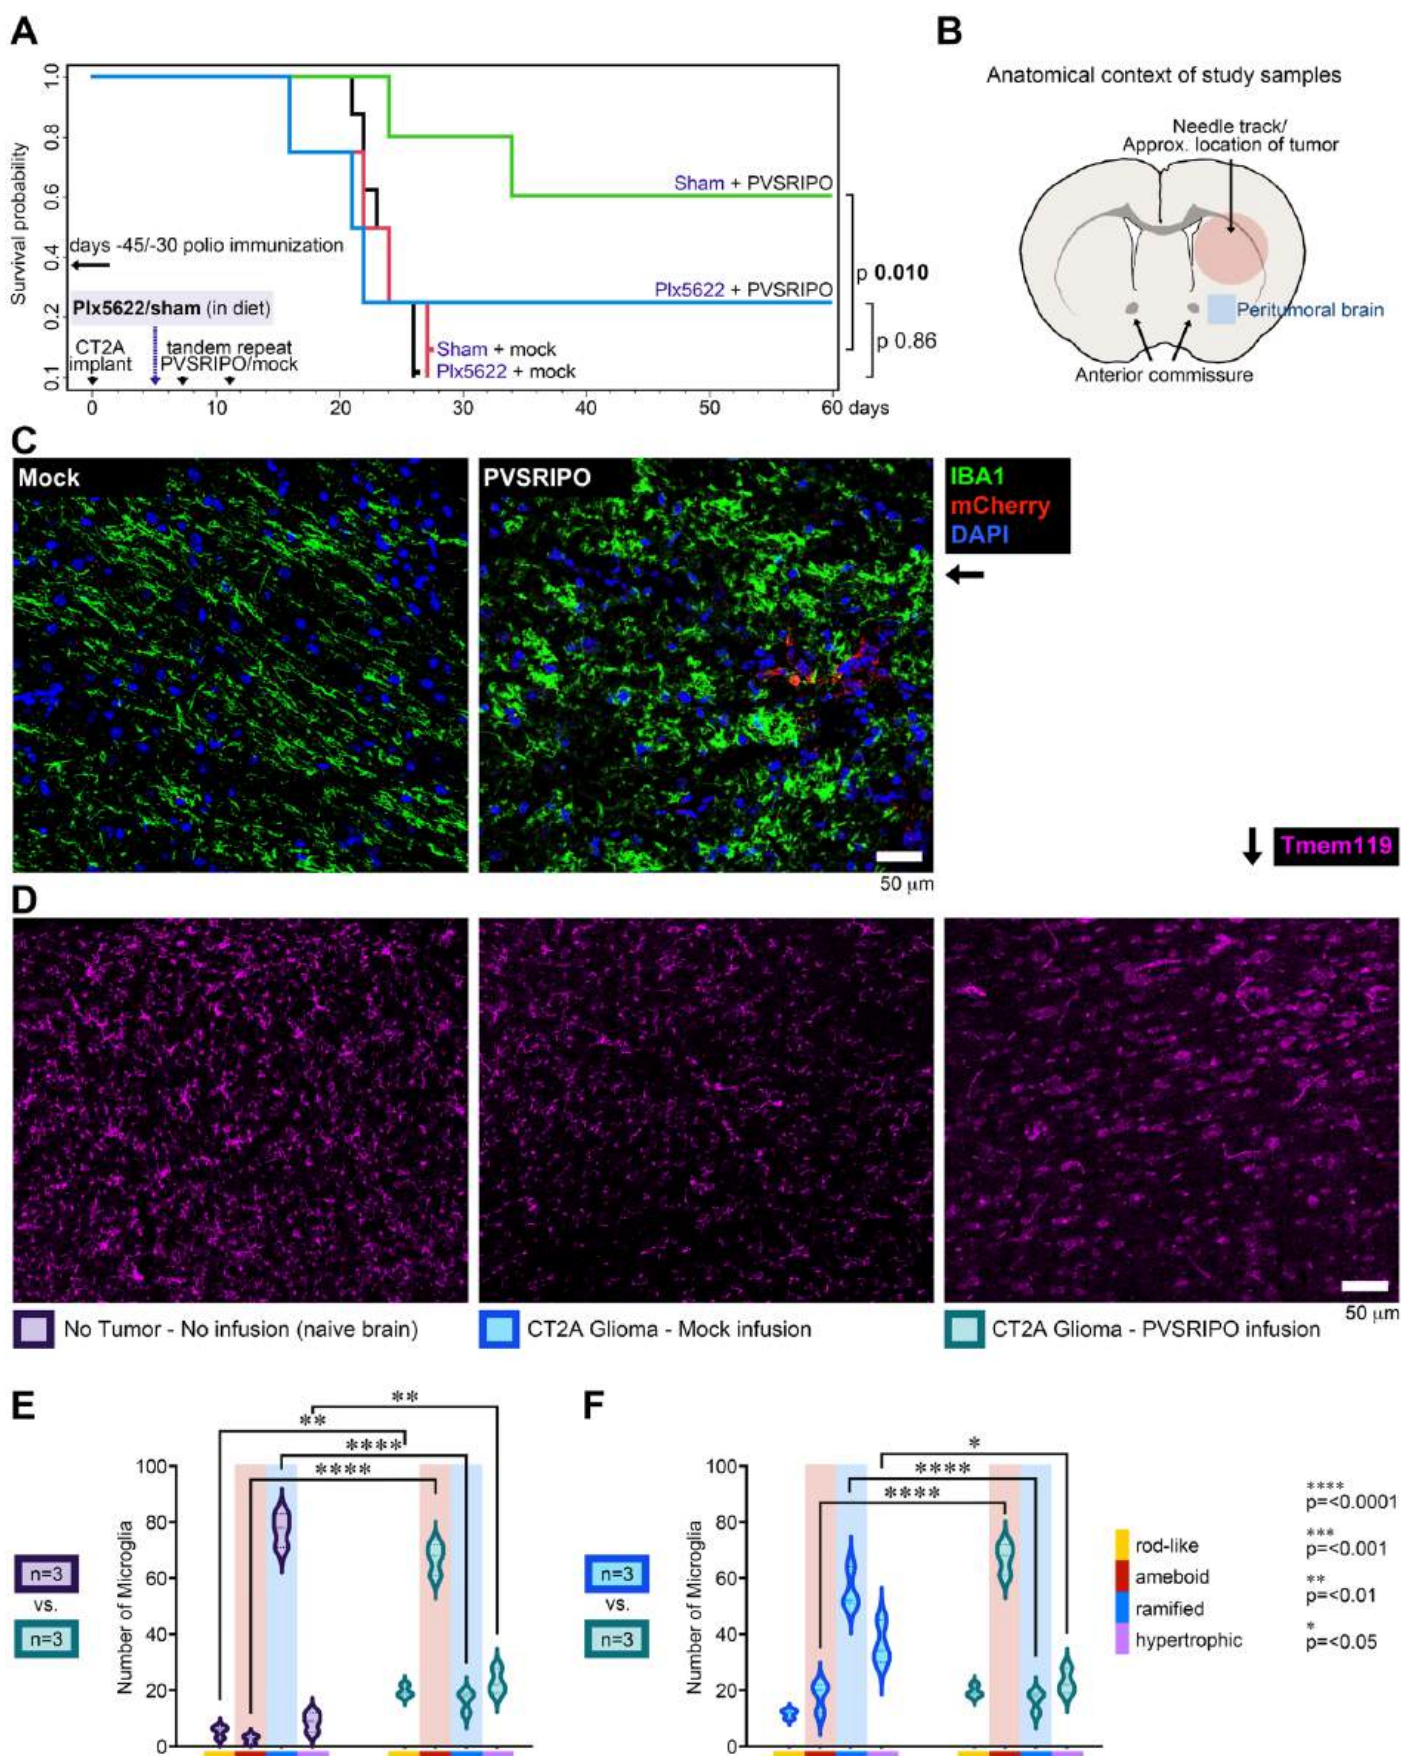 A
Survival probability
1.0
0.8
0.6
0.4
0.2
0.1
Sham + PVSRIPO
days -45/-30 polio immunization
Plx5622/sham (in diet)
Plx5622 + PVSRIPO
CT2A
implant
tandem repeat
PVSRIPO/mock
Sham + mock
Plx5622 + mock
p 0.010
p 0.86
0 10 20 30 40 50 60 days
B
Anatomical context of study samples
Needle track/
Approx. location of tumor
Peritumoral brain
Anterior commissure
C
Mock
PVSRIPO
IBA1
mCherry
DAPI
50 μm
Tmem119
D
50 μm
No Tumor - No infusion (naive brain)
CT2A Glioma - Mock infusion
CT2A Glioma - PVSRIPO infusion
E
**
**
****
****
Number of Microglia
100
80
60
40
20
0
n=3
vs.
n=3
F
*
****
****
Number of Microglia
100
80
60
40
20
0
n=3
vs.
n=3
rod-like
ameboid
ramified
hypertrophic
****
p=<0.0001
***
p=<0.001
**
p=<0.01
*
p=<0.05